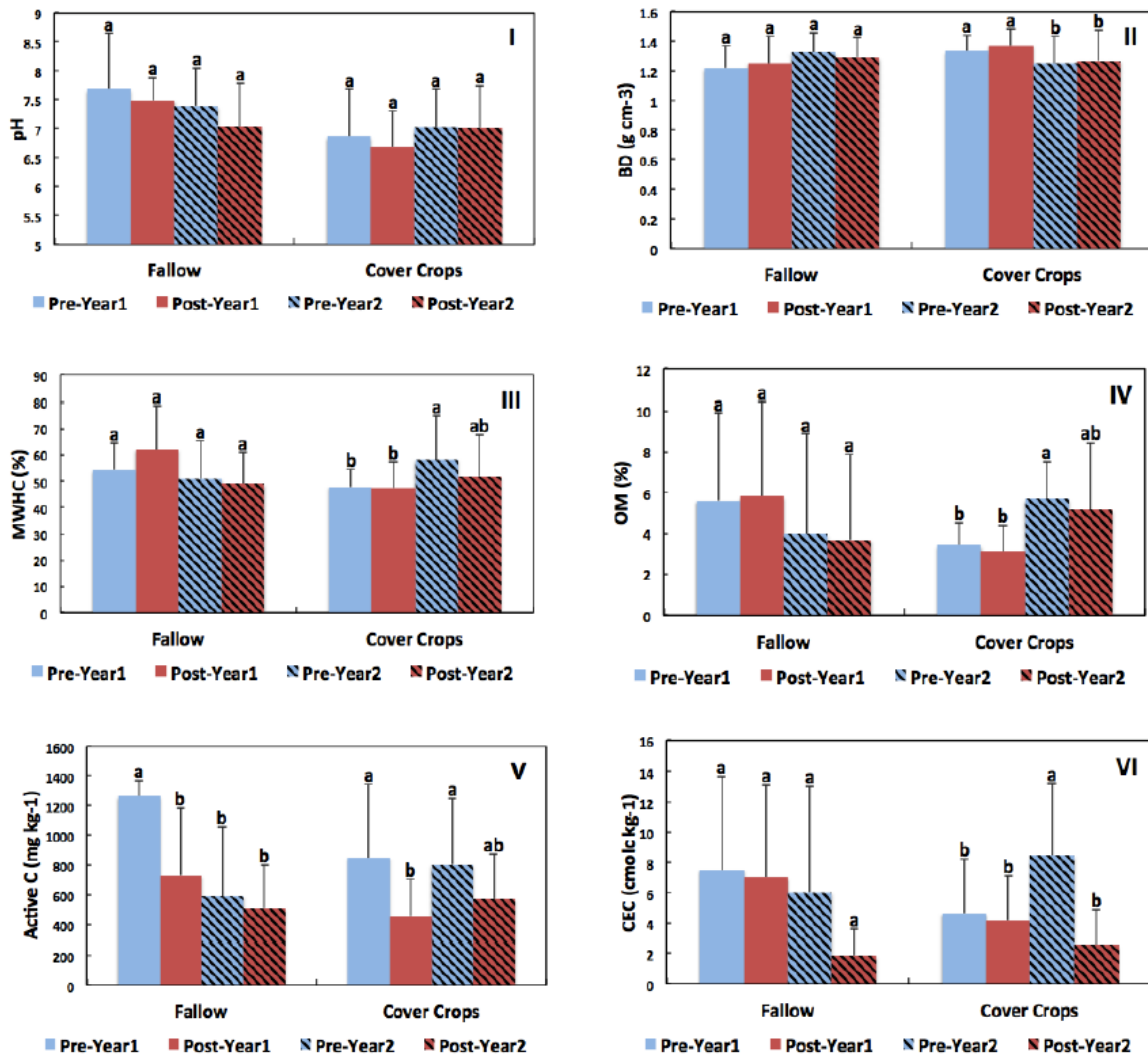 I
pH
9
8.5
8
7.5
7
6.5
6
5.5
5
a a a a a a a a
Fallow Cover Crops
Pre-Year1 Post-Year1 Pre-Year2 Post-Year2
II
BD (g cm-3)
1.6
1.4
1.2
1
0.8
0.6
0.4
0.2
0
a a a a a a b b
Fallow Cover Crops
Pre-Year1 Post-Year1 Pre-Year2 Post-Year2
III
MWHC (%)
90
80
70
60
50
40
30
20
10
0
a a a a b b a ab
Fallow Cover Crops
Pre-Year1 Post-Year1 Pre-Year2 Post-Year2
IV
OM (%)
12
10
8
6
4
2
0
a a a a b b a ab
Fallow Cover Crops
Pre-Year1 Post-Year1 Pre-Year2 Post-Year2
V
Active C (mg kg-1)
1600
1400
1200
1000
800
600
400
200
0
a b b b a b a ab
Fallow Cover Crops
Pre-Year1 Post-Year1 Pre-Year2 Post-Year2
VI
CEC (cmolc kg-1)
16
14
12
10
8
6
4
2
0
a a a a b b a b
Fallow Cover Crops
Pre-Year1 Post-Year1 Pre-Year2 Post-Year2